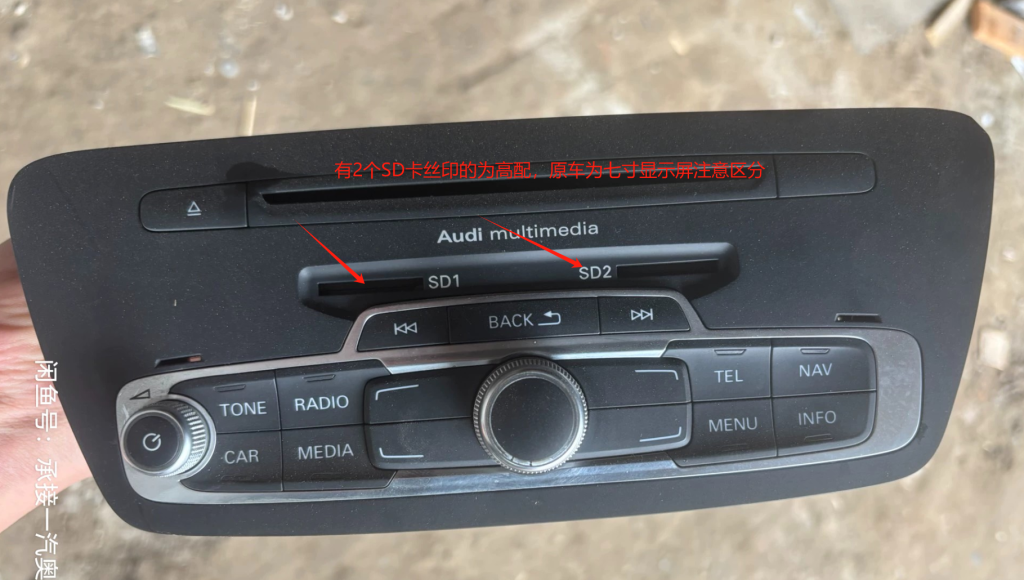 有2个SD卡丝印的为高配，原车为七寸显示屏注意区分
Audi multimedia
SD1
SD2
BACK
TONE
RADIO
TEL
NAV
CAR
MEDIA
MENU
INFO
闲鱼号：承接一汽奥